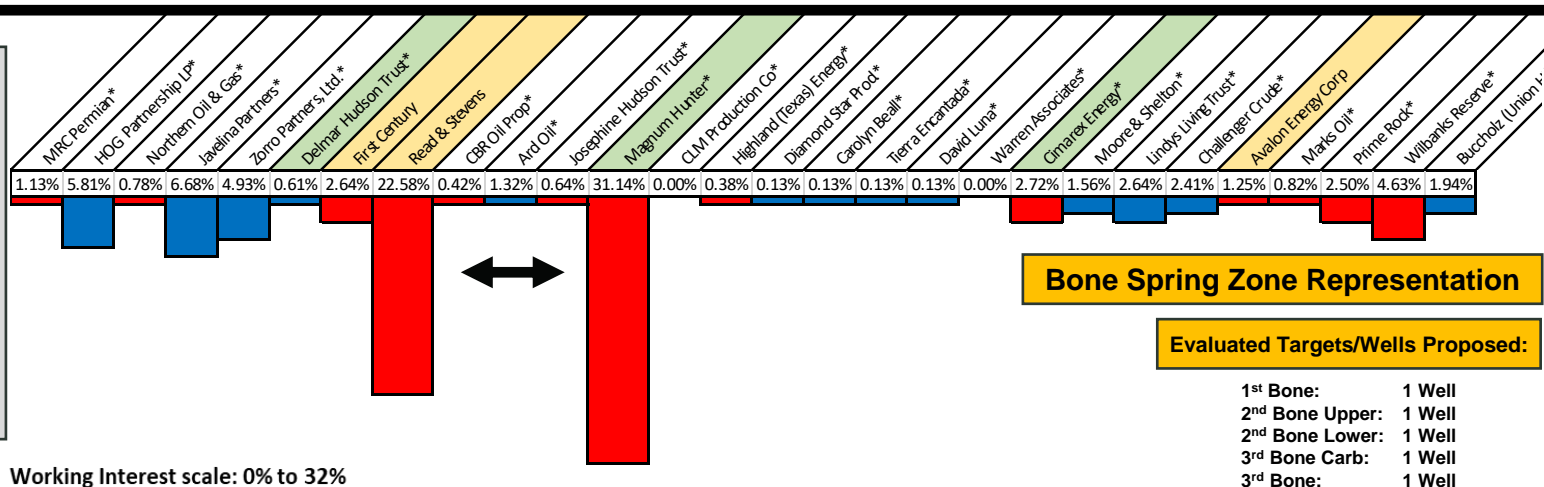 MRC Permian*
HOG Partnership LP*
Northern Oil & Gas*
Javelina Partners*
Zorro Partners, Ltd.*
Delmar Hudson Trust*
First Century
Read & Stevens
CBR Oil Prop*
Ard Oil*
Josephine Hudson Trust*
Magnum Hunter*
CLM Production Co*
Highland (Texas) Energy*
Diamond Star Prod*
Carolyn Beall*
Tierra Encantada*
David Luna*
Warren Associates*
Cimarex Energy*
Moore & Shelton*
Lindys Living Trust*
Challenger Crude*
Avalon Energy Corp
Marks Oil*
Prime Rock*
Wilbanks Reserve*
Buccholz (Union H
1.13% 5.81% 0.78% 6.68% 4.93% 0.61% 2.64% 22.58% 0.42% 1.32% 0.64% 31.14% 0.00% 0.38% 0.13% 0.13% 0.13% 0.13% 0.00% 2.72% 1.56% 2.64% 2.41% 1.25% 0.82% 2.50% 4.63% 1.94%
Bone Spring Zone Representation
Evaluated Targets/Wells Proposed:
1st Bone: 1 Well
2nd Bone Upper: 1 Well
2nd Bone Lower: 1 Well
3rd Bone Carb: 1 Well
3rd Bone: 1 Well
Working Interest scale: 0% to 32%